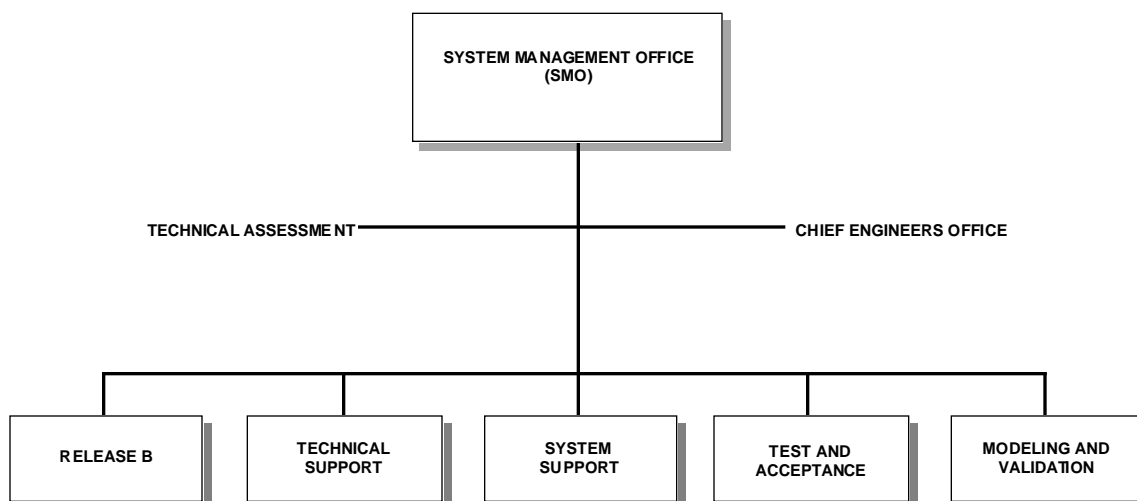 SYSTEM MANAGEMENT OFFICE
(SMO)
TECHNICAL ASSESSMENT
CHIEF ENGINEERS OFFICE
RELEASE B
TECHNICAL
SUPPORT
SYSTEM
SUPPORT
TEST AND
ACCEPTANCE
MODELING AND
VALIDATION